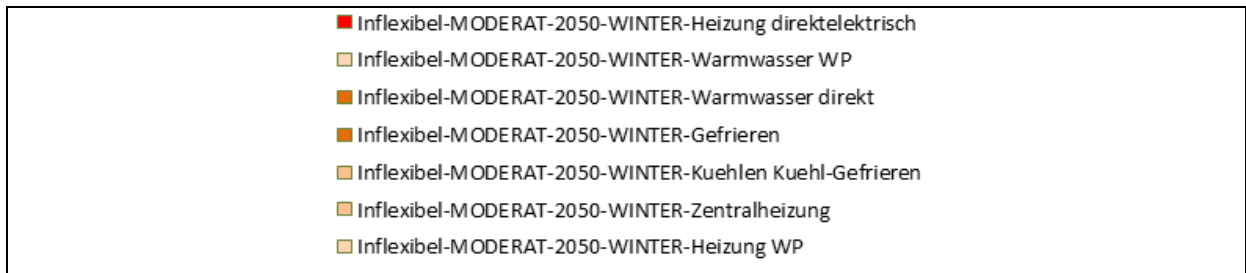 Inflexibel-MODERAT-2050-WINTER-Heizung direktelektrisch
Inflexibel-MODERAT-2050-WINTER-Warmwasser WP
Inflexibel-MODERAT-2050-WINTER-Warmwasser direkt
Inflexibel-MODERAT-2050-WINTER-Gefrieren
Inflexibel-MODERAT-2050-WINTER-Kuehlen Kuehl-Gefrieren
Inflexibel-MODERAT-2050-WINTER-Zentralheizung
Inflexibel-MODERAT-2050-WINTER-Heizung WP